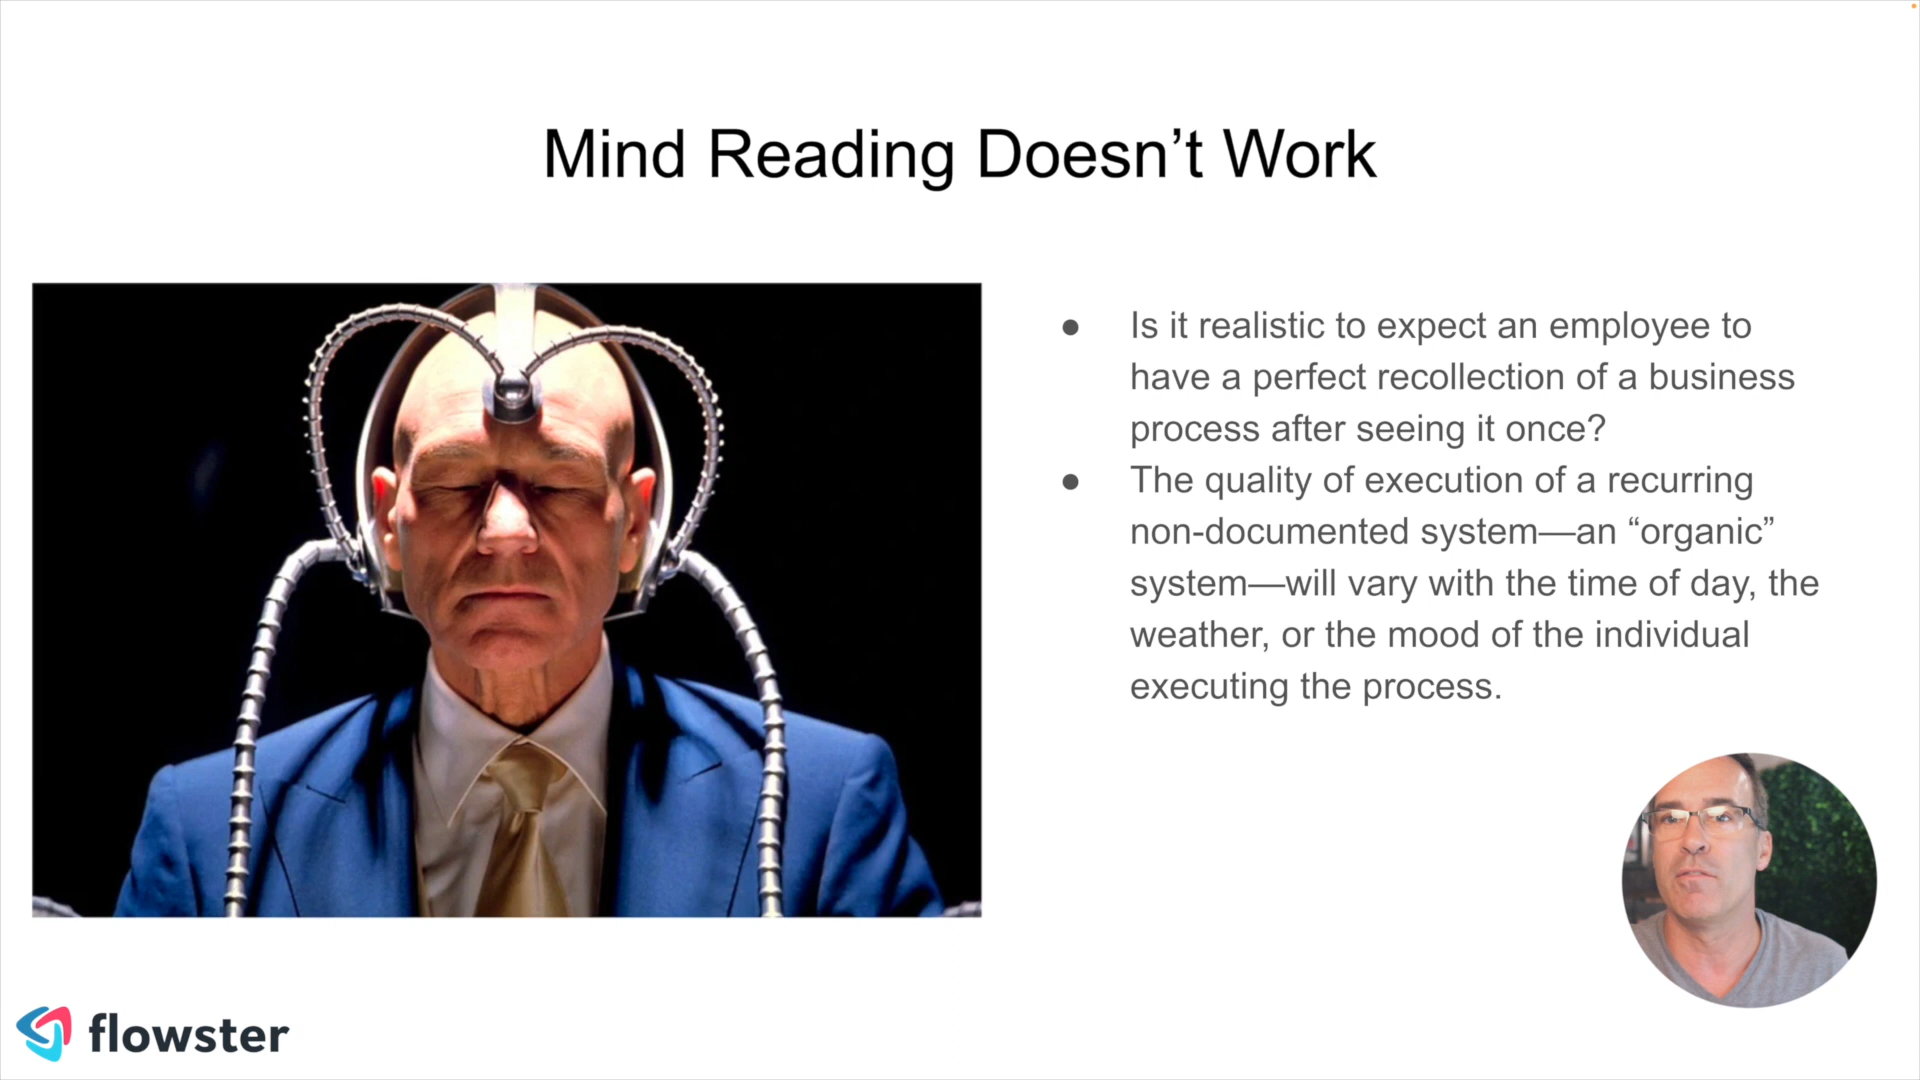 Mind Reading Doesn’t Work
● Is it realistic to expect an employee to
have a perfect recollection of a business
process after seeing it once?
● The quality of execution of a recurring
non-documented system—an “organic”
system—will vary with the time of day, the
weather, or the mood of the individual
executing the process.
flowster